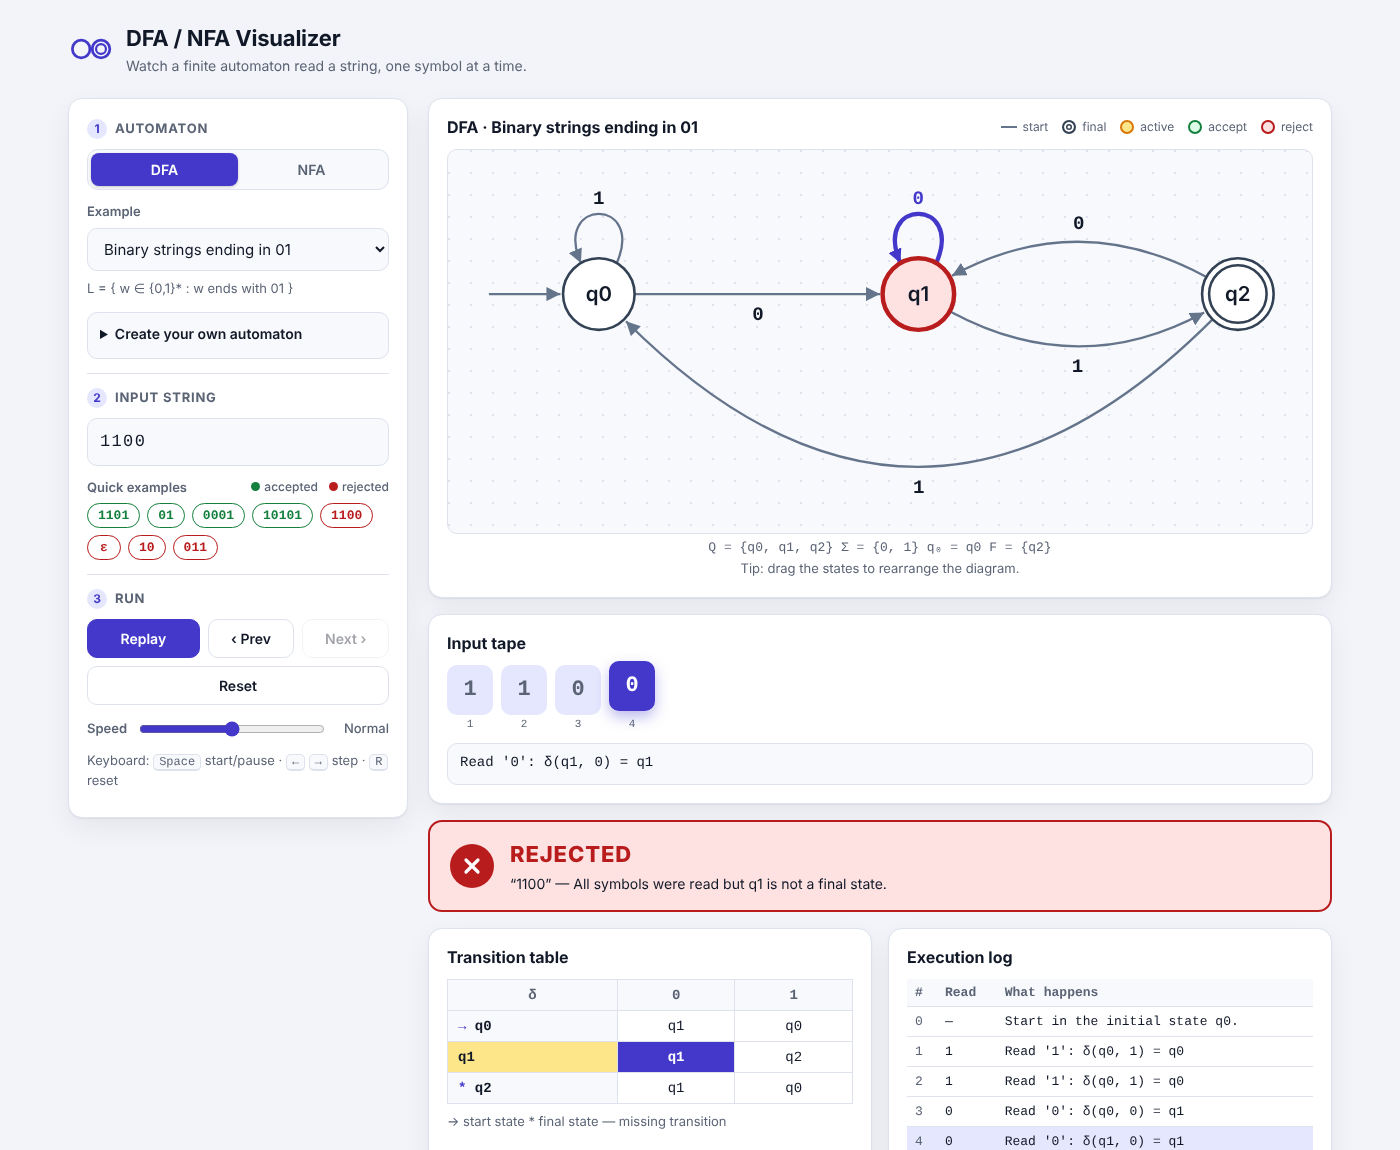 DFA / NFA Visualizer
Watch a finite automaton read a string, one symbol at a time.
1 AUTOMATON
DFA NFA
Example
Binary strings ending in 01
L = { w ∈ {0,1}* : w ends with 01 }
▶ Create your own automaton
2 INPUT STRING
1100
Quick examples accepted rejected
1101 01 0001 10101 1100
ε 10 011
3 RUN
Replay ‹ Prev Next ›
Reset
Speed Normal
Keyboard: Space start/pause · ← → step · R
reset
DFA · Binary strings ending in 01
start final active accept reject
1
0
0
q0
q1
q2
0
1
1
Q = {q0, q1, q2} Σ = {0, 1} q₀ = q0 F = {q2}
Tip: drag the states to rearrange the diagram.
Input tape
1 1 0 0
1 2 3 4
Read '0': δ(q1, 0) = q1
REJECTED
“1100” — All symbols were read but q1 is not a final state.
Transition table
δ 0 1
→ q0 q1 q0
q1 q1 q2
* q2 q1 q0
→ start state * final state — missing transition
Execution log
# Read What happens
0 — Start in the initial state q0.
1 1 Read '1': δ(q0, 1) = q0
2 1 Read '1': δ(q0, 1) = q0
3 0 Read '0': δ(q0, 0) = q1
4 0 Read '0': δ(q1, 0) = q1